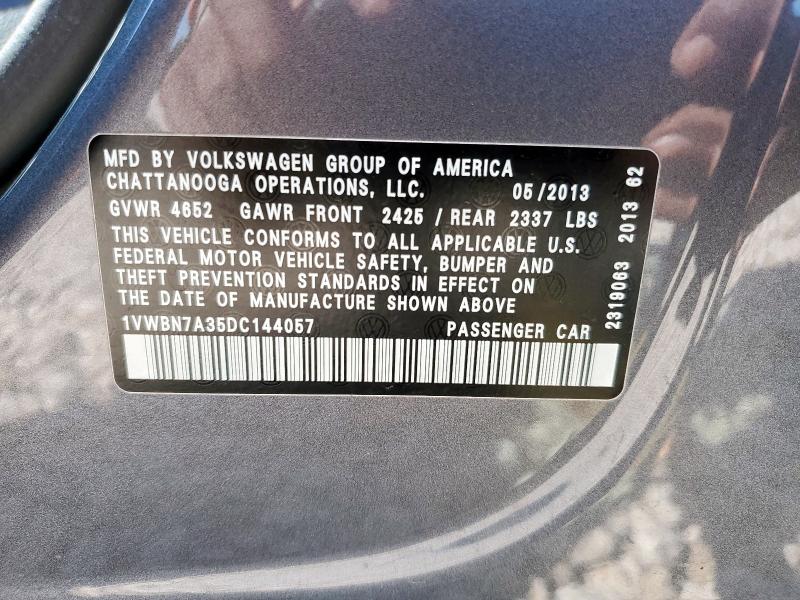 MFD BY VOLKSWAGEN GROUP OF AMERICA
CHATTANOOGA OPERATIONS, LLC. 05/2013
GVWR 4652 GAWR FRONT 2425 / REAR 2337 LBS
THIS VEHICLE CONFORMS TO ALL APPLICABLE U.S.
FEDERAL MOTOR VEHICLE SAFETY, BUMPER AND
THEFT PREVENTION STANDARDS IN EFFECT ON
THE DATE OF MANUFACTURE SHOWN ABOVE
1VWBN7A35DC144057 PASSENGER CAR
2319063 2013 62